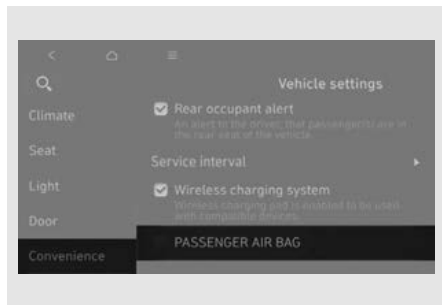 Vehicle settings
Climate
Seat
Light
Door
Convenience
Rear occupant alert
An alert to the driver, that passenger(s) are in
the rear seat of the vehicle.
Service interval
Wireless charging system
Wireless charging pad is enabled to be used
with compatible devices.
PASSENGER AIR BAG